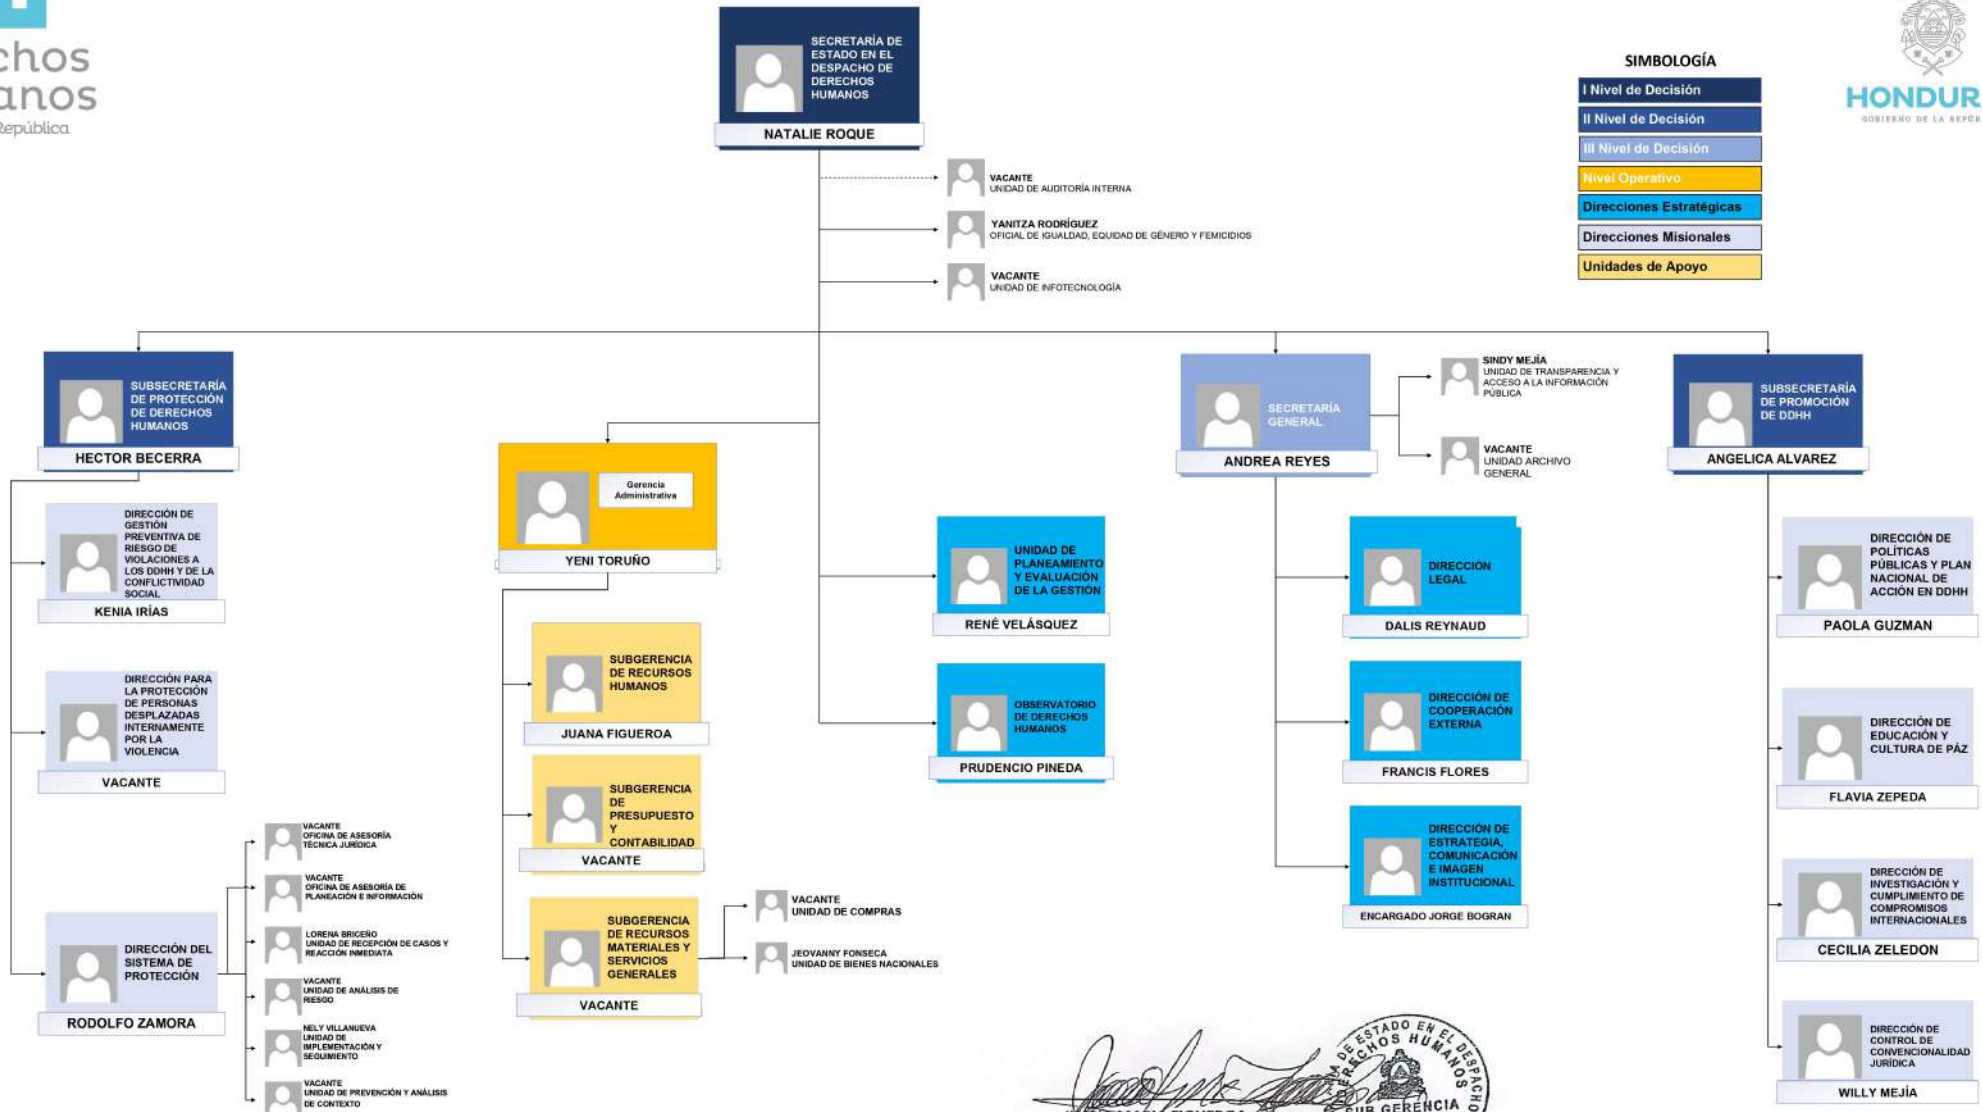 chos
anos
República
SECRETARÍA DE
ESTADO EN EL
DESPACHO DE
DERECHOS
HUMANOS
NATALIE ROQUE
SIMBOLOGÍA
I Nivel de Decisión
II Nivel de Decisión
III Nivel de Decisión
Nivel Operativo
Direcciones Estratégicas
Direcciones Misionales
Unidades de Apoyo
HONDUR
GOBIERNO DE LA REPÚB
VACANTE
UNIDAD DE AUDITORÍA INTERNA
YANITZA RODRÍGUEZ
OFICIAL DE IGUALDAD, EQUIDAD DE GÉNERO Y FEMICIDIOS
VACANTE
UNIDAD DE INFOTECNOLOGÍA
SUBSECRETARÍA
DE PROTECCIÓN
DE DERECHOS
HUMANOS
HECTOR BECERRA
DIRECCIÓN DE
GESTIÓN
PREVENTIVA DE
RIESGO DE
VIOLACIONES A
LOS DDHH Y DE LA
CONFLICTIVIDAD
SOCIAL
KENIA IRÍAS
DIRECCIÓN PARA
LA PROTECCIÓN
DE PERSONAS
DESPLAZADAS
INTERNAMENTE
POR LA
VIOLENCIA
VACANTE
DIRECCIÓN DEL
SISTEMA DE
PROTECCIÓN
RODOLFO ZAMORA
VACANTE
OFICINA DE ASESORÍA
TÉCNICA JURÍDICA
VACANTE
OFICINA DE ASESORÍA DE
PLANEACIÓN E INFORMACIÓN
LORENA BRICEÑO
UNIDAD DE RECEPCIÓN DE CASOS Y
REACCIÓN INMEDIATA
VACANTE
UNIDAD DE ANÁLISIS DE
RIESGO
NELY VILLANUEVA
UNIDAD DE
IMPLEMENTACIÓN Y
SEGUIMIENTO
VACANTE
UNIDAD DE PREVENCIÓN Y ANÁLISIS
DE CONTEXTO
Gerencia
Administrativa
YENI TORUÑO
SUBGERENCIA
DE RECURSOS
HUMANOS
JUANA FIGUEROA
SUBGERENCIA
DE
PRESUPUESTO
Y
CONTABILIDAD
VACANTE
SUBGERENCIA
DE RECURSOS
MATERIALES Y
SERVICIOS
GENERALES
VACANTE
VACANTE
UNIDAD DE COMPRAS
JEOVANNY FONSECA
UNIDAD DE BIENES NACIONALES
UNIDAD DE
PLANEAMIENTO
Y EVALUACIÓN
DE LA GESTIÓN
RENÉ VELÁSQUEZ
OBSERVATORIO
DE DERECHOS
HUMANOS
PRUDENCIO PINEDA
SECRETARÍA
GENERAL
ANDREA REYES
SINDY MEJÍA
UNIDAD DE TRANSPARENCIA Y
ACCESO A LA INFORMACIÓN
PÚBLICA
VACANTE
UNIDAD ARCHIVO
GENERAL
DIRECCIÓN
LEGAL
DALIS REYNAUD
DIRECCIÓN DE
COOPERACIÓN
EXTERNA
FRANCIS FLORES
DIRECCIÓN DE
ESTRATEGIA,
COMUNICACIÓN
E IMAGEN
INSTITUCIONAL
ENCARGADO JORGE BOGRAN
SUBSECRETARÍA
DE PROMOCIÓN
DE DDHH
ANGELICA ALVAREZ
DIRECCIÓN DE
POLÍTICAS
PÚBLICAS Y PLAN
NACIONAL DE
ACCIÓN EN DDHH
PAOLA GUZMAN
DIRECCIÓN DE
EDUCACIÓN Y
CULTURA DE PÁZ
FLAVIA ZEPEDA
DIRECCIÓN DE
INVESTIGACIÓN Y
CUMPLIMIENTO DE
COMPROMISOS
INTERNACIONALES
CECILIA ZELEDON
DIRECCIÓN DE
CONTROL DE
CONVENCIONALIDAD
JURÍDICA
WILLY MEJÍA
DE ESTADO EN EL DESPACHO
DERECHOS HUMANOS
SUB GERENCIA